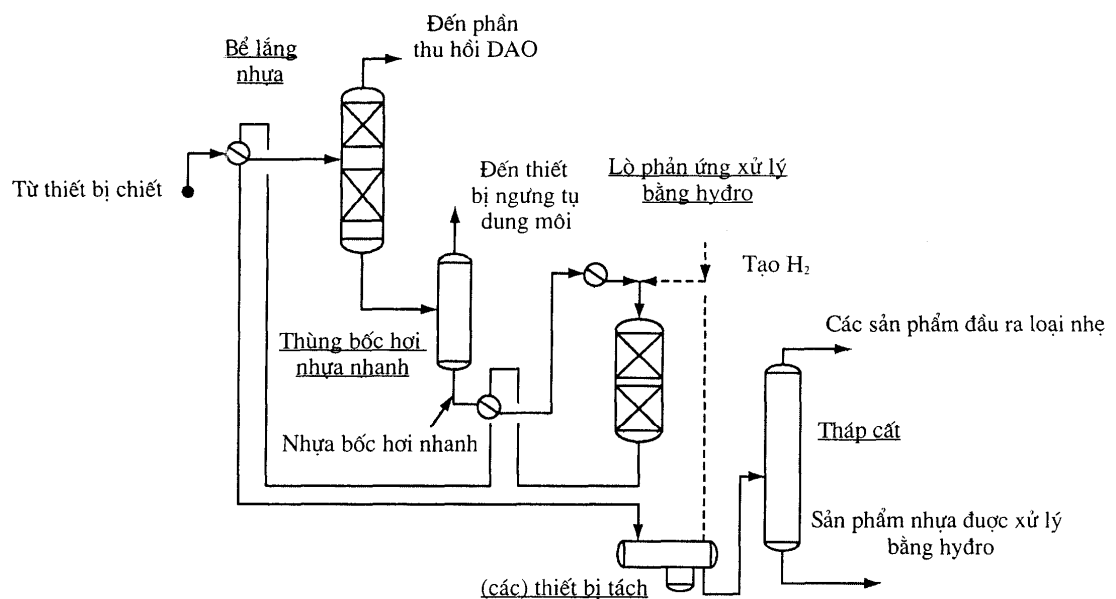 Đến phần
thu hồi DAO
Bể lắng
nhựa
Từ thiết bị chiết
Đến thiết
bị ngưng tụ
dung môi
Lò phản ứng xử lý
bằng hyđro
Tạo H₂
Thùng bốc hơi
nhựa nhanh
Nhựa bốc hơi nhanh
Các sản phẩm đầu ra loại nhẹ
Tháp cất
Sản phẩm nhựa đuợc xử lý
bằng hyđro
(các) thiết bị tách